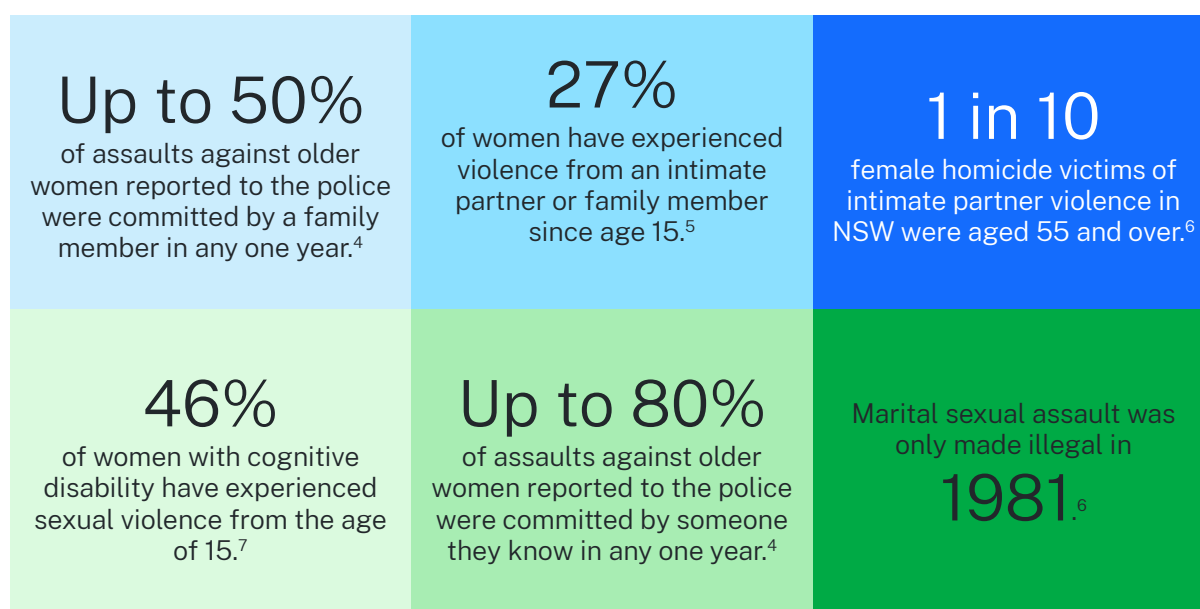 Up to 50%
of assaults against older
women reported to the police
were committed by a family
member in any one year.⁴
27%
of women have experienced
violence from an intimate
partner or family member
since age 15.⁵
1 in 10
female homicide victims of
intimate partner violence in
NSW were aged 55 and over.⁶
46%
of women with cognitive
disability have experienced
sexual violence from the age
of 15.⁷
Up to 80%
of assaults against older
women reported to the police
were committed by someone
they know in any one year.⁴
Marital sexual assault was
only made illegal in
1981.⁶